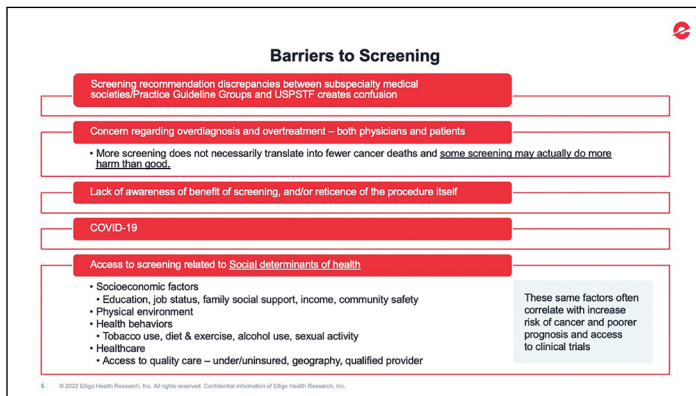 Barriers to Screening
Screening recommendation discrepancies between subspecialty medical
societies/Practice Guideline Groups and USPSTF creates confusion
Concern regarding overdiagnosis and overtreatment – both physicians and patients
• More screening does not necessarily translate into fewer cancer deaths and some screening may actually do more
harm than good.
Lack of awareness of benefit of screening, and/or reticence of the procedure itself
COVID-19
Access to screening related to Social determinants of health
• Socioeconomic factors
• Education, job status, family social support, income, community safety
• Physical environment
• Health behaviors
• Tobacco use, diet & exercise, alcohol use, sexual activity
• Healthcare
• Access to quality care – under/uninsured, geography, qualified provider
These same factors often
correlate with increase
risk of cancer and poorer
prognosis and access
to clinical trials
5 © 2022 Elligo Health Research, Inc. All rights reserved. Confidential information of Elligo Health Research, Inc.